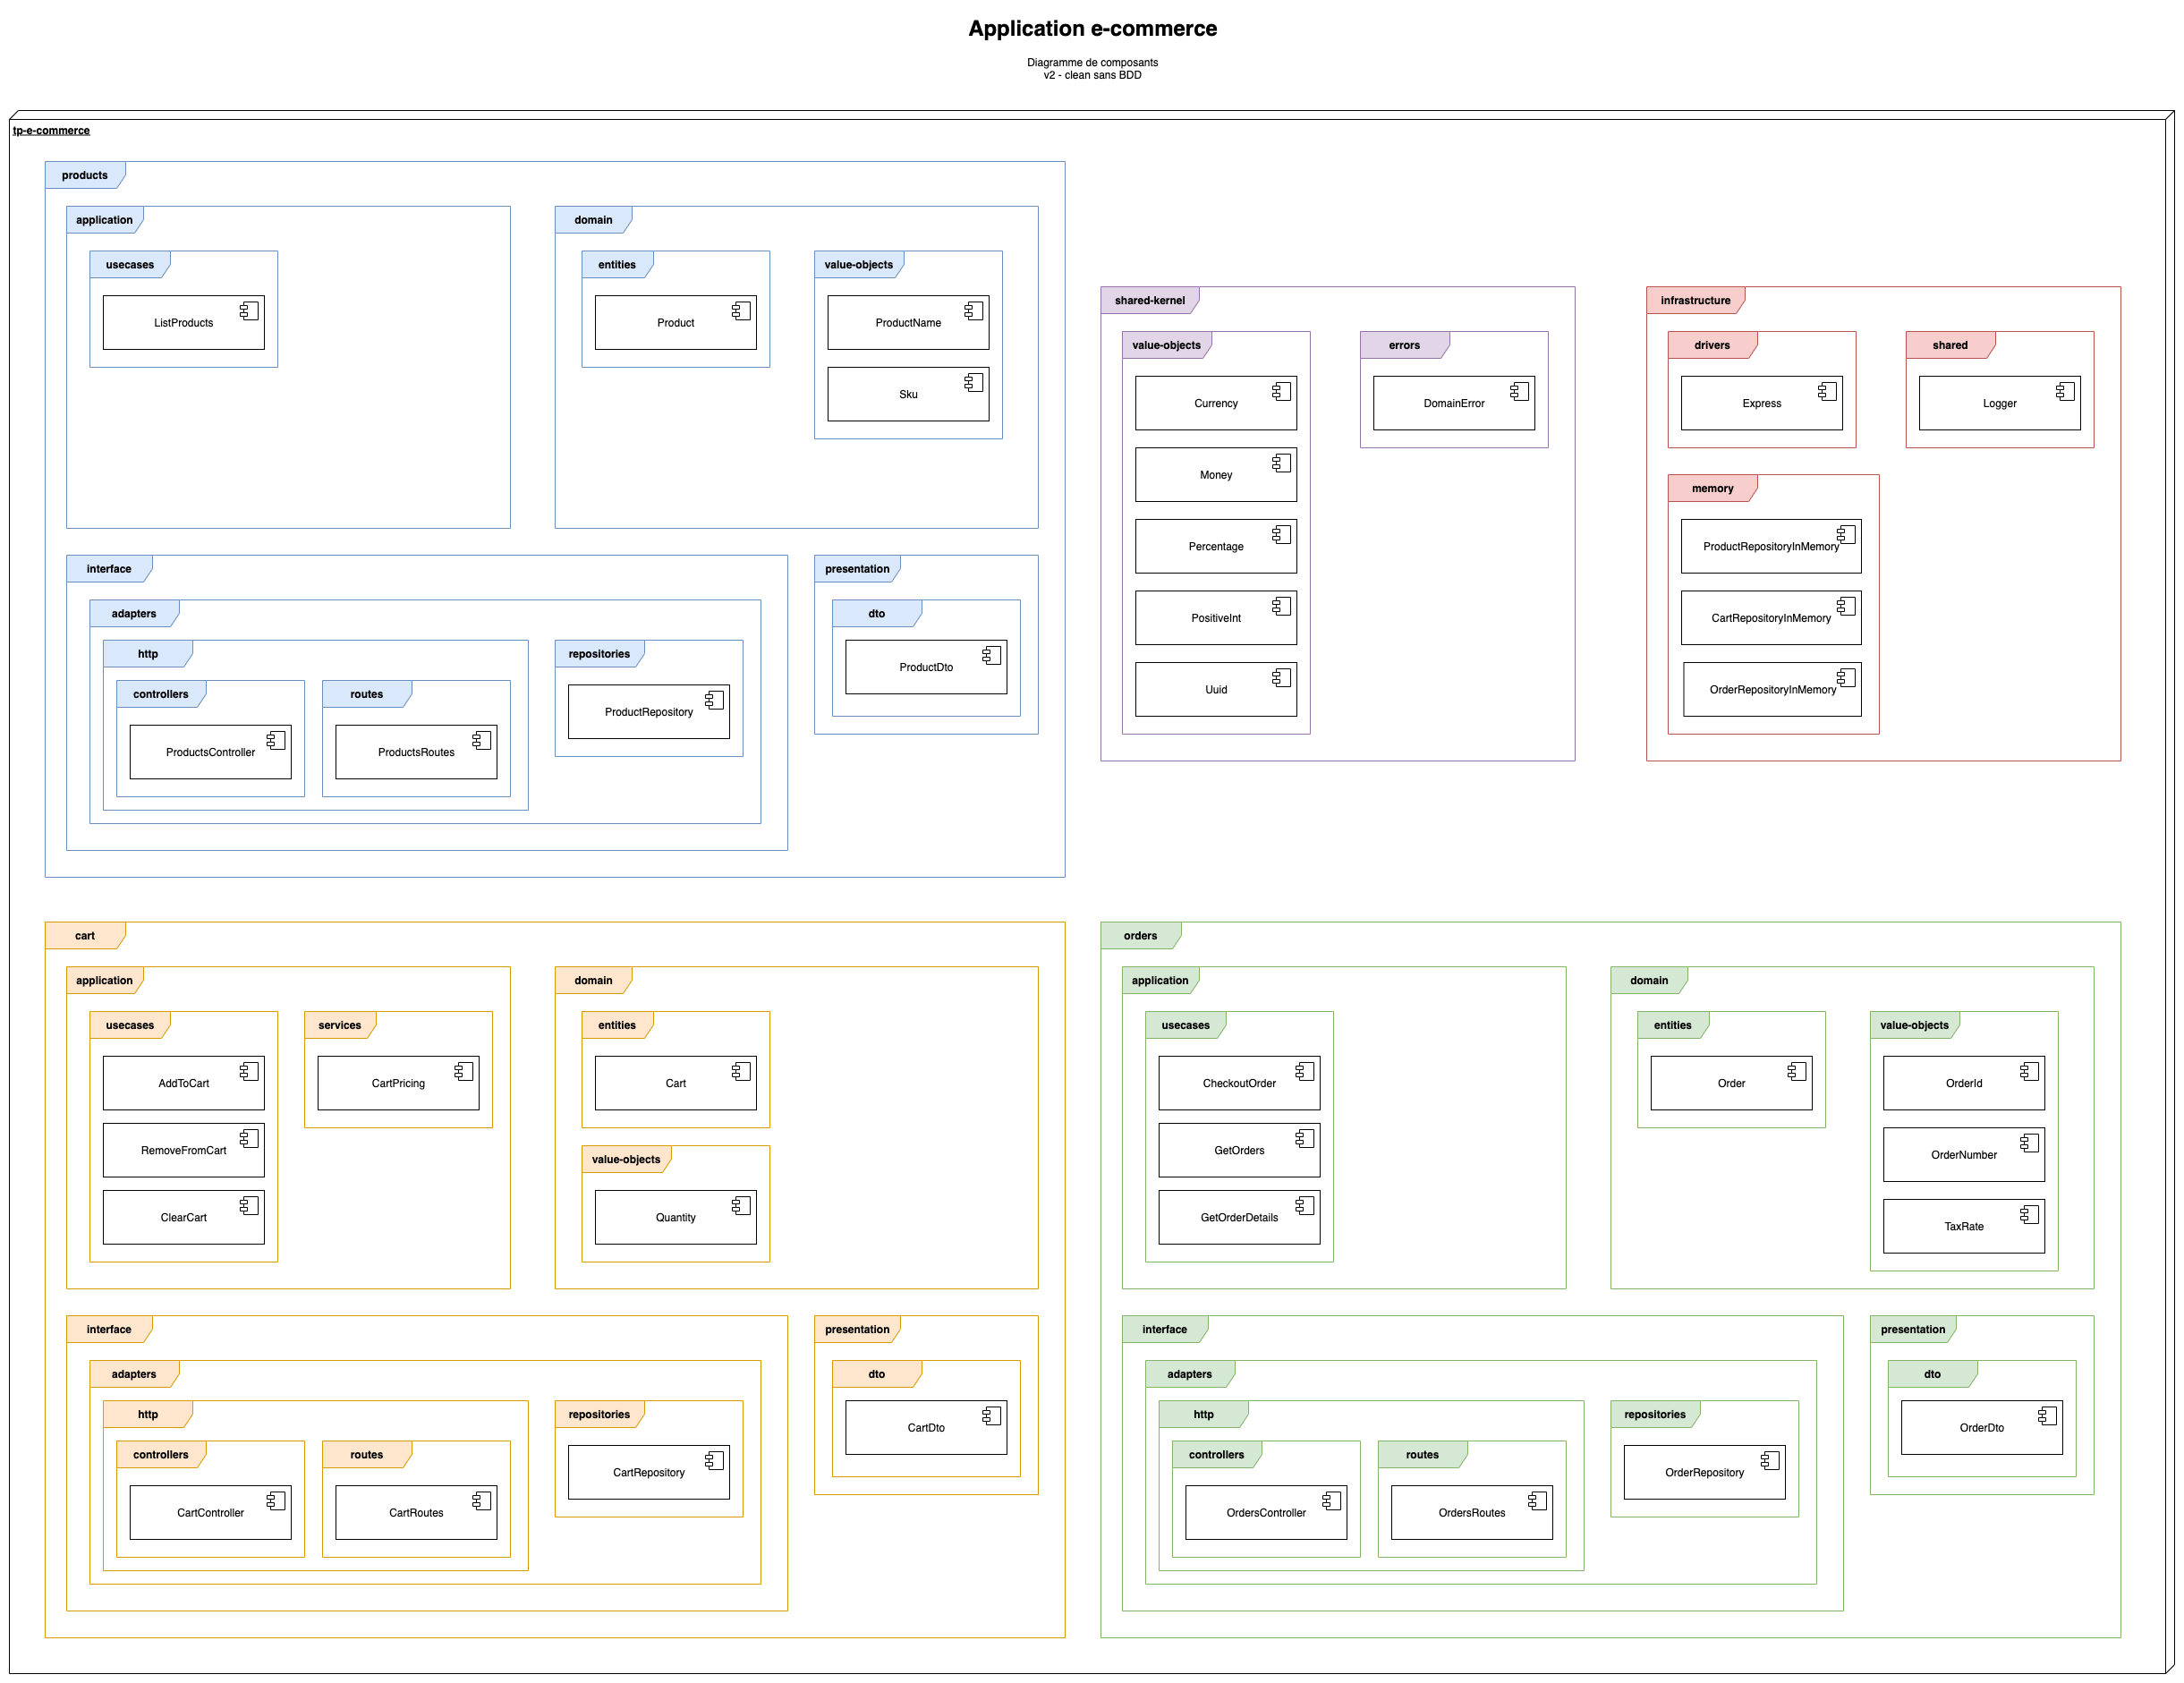 Application e-commerce
Diagramme de composants
v2 - clean sans BDD
tp-e-commerce
products
application
usecases
ListProducts
domain
entities
Product
value-objects
ProductName
Sku
interface
adapters
http
controllers
ProductsController
routes
ProductsRoutes
repositories
ProductRepository
presentation
dto
ProductDto
shared-kernel
value-objects
Currency
Money
Percentage
PositiveInt
Uuid
errors
DomainError
infrastructure
drivers
Express
shared
Logger
memory
ProductRepositoryInMemory
CartRepositoryInMemory
OrderRepositoryInMemory
cart
application
usecases
AddToCart
RemoveFromCart
ClearCart
services
CartPricing
domain
entities
Cart
value-objects
Quantity
interface
adapters
http
controllers
CartController
routes
CartRoutes
repositories
CartRepository
presentation
dto
CartDto
orders
application
usecases
CheckoutOrder
GetOrders
GetOrderDetails
domain
entities
Order
value-objects
OrderId
OrderNumber
TaxRate
interface
adapters
http
controllers
OrdersController
routes
OrdersRoutes
repositories
OrderRepository
presentation
dto
OrderDto